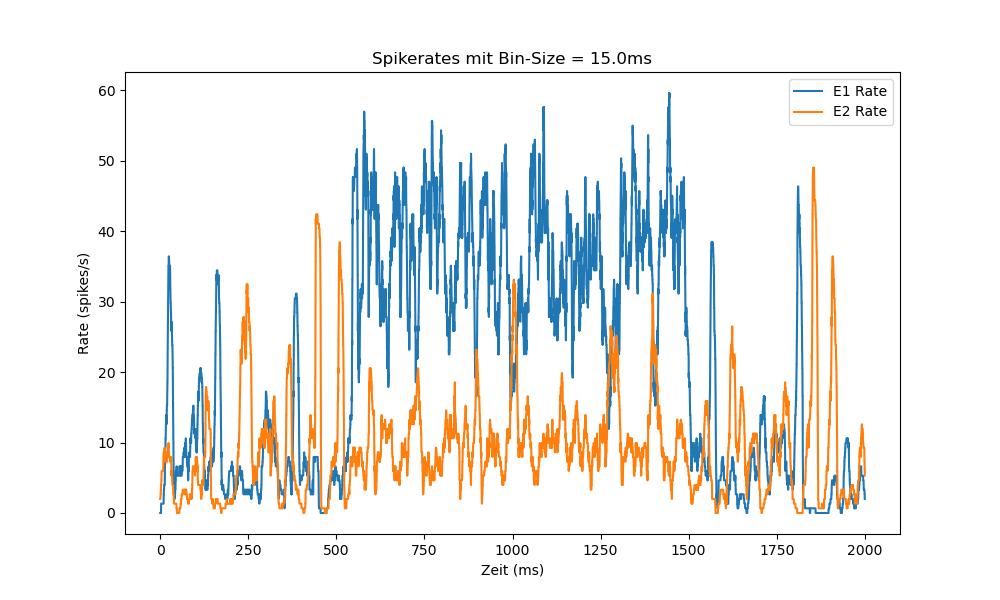 Spikerates mit Bin-Size = 15.0ms
E1 Rate
E2 Rate
Rate (spikes/s)
60
50
40
30
20
10
0
0 250 500 750 1000 1250 1500 1750 2000
Zeit (ms)